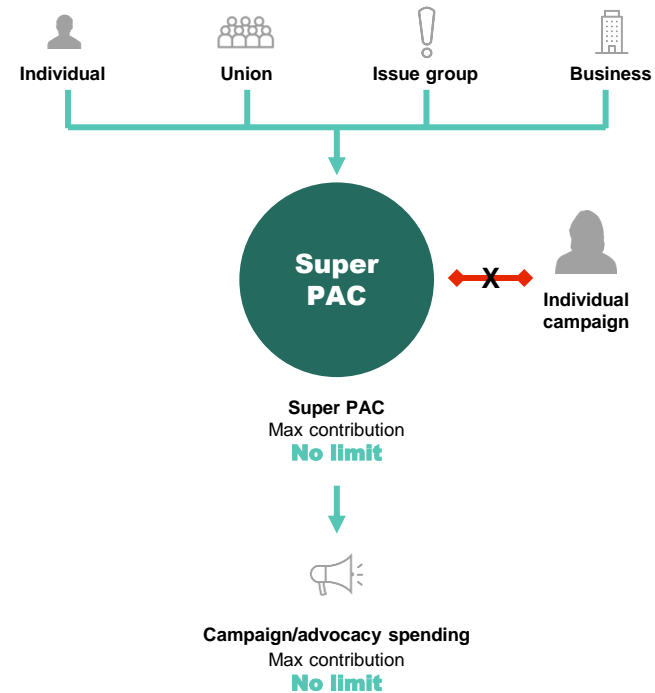 Individual
Union
Issue group
Business
Super
PAC
X
Individual
campaign
Super PAC
Max contribution
No limit
Campaign/advocacy spending
Max contribution
No limit